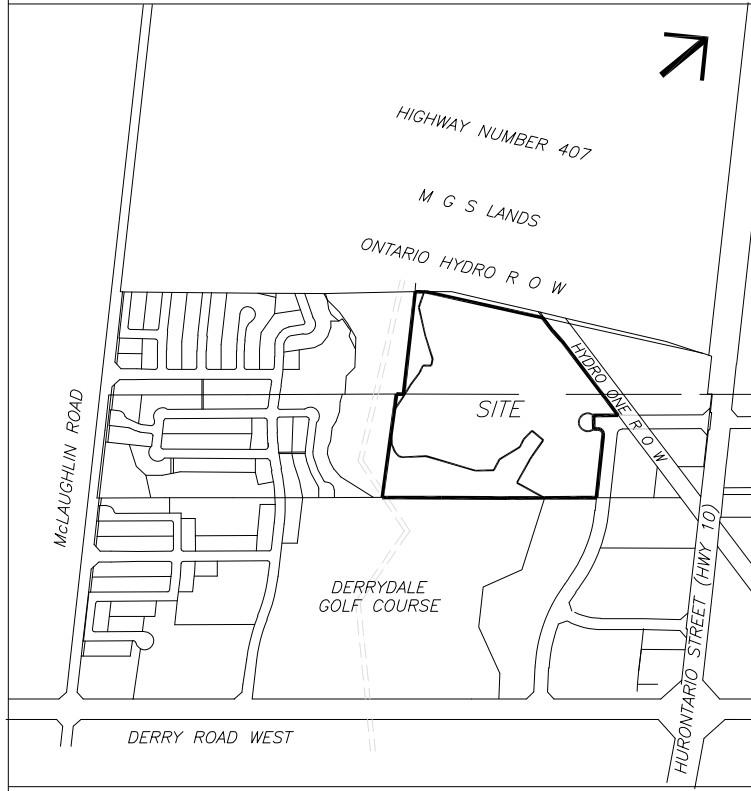 HIGHWAY NUMBER 407
M G S LANDS
ONTARIO HYDRO R O W
HYDRO ONE R O W
SITE
McLAUGHLIN ROAD
DERRYDALE
GOLF COURSE
HURONTARIO STREET (HWY 10)
DERRY ROAD WEST